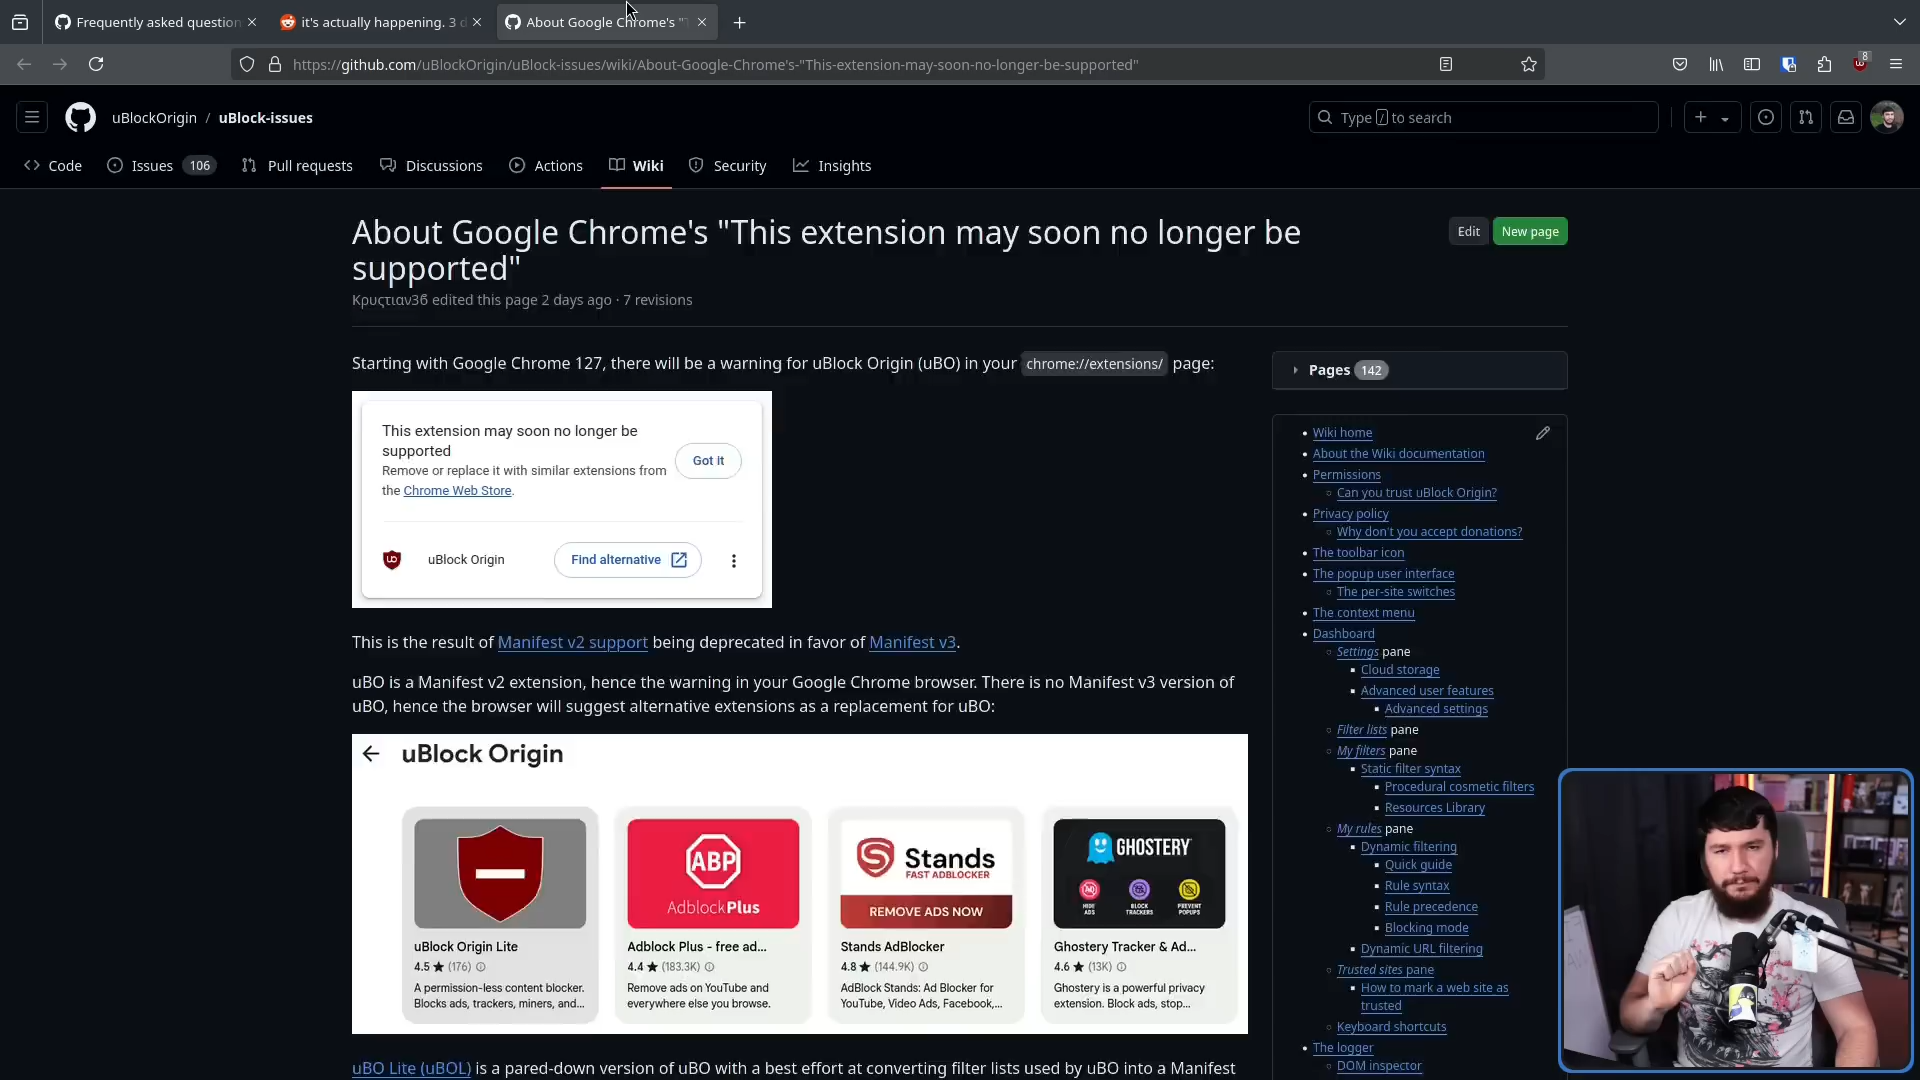 Frequently asked question
it's actually happening. 3 d
About Google Chrome's "
https://github.com/uBlockOrigin/uBlock-issues/wiki/About-Google-Chrome's-"This-extension-may-soon-no-longer-be-supported"
8
uBlockOrigin / uBlock-issues
Type / to search
Code
Issues 106
Pull requests
Discussions
Actions
Wiki
Security
Insights
About Google Chrome's "This extension may soon no longer be
supported"
Edit
New page
Κρυςτιαν36 edited this page 2 days ago · 7 revisions
Starting with Google Chrome 127, there will be a warning for uBlock Origin (uBO) in your chrome://extensions/ page:
This extension may soon no longer be
supported
Remove or replace it with similar extensions from
the Chrome Web Store.
Got it
uBlock Origin
Find alternative
This is the result of Manifest v2 support being deprecated in favor of Manifest v3.
uBO is a Manifest v2 extension, hence the warning in your Google Chrome browser. There is no Manifest v3 version of
uBO, hence the browser will suggest alternative extensions as a replacement for uBO:
uBlock Origin
uBlock Origin Lite
4.5 ★ (176)
A permission-less content blocker.
Blocks ads, trackers, miners, and...
ABP
AdblockPlus
Adblock Plus - free ad...
4.4 ★ (183.3K)
Remove ads on YouTube and
everywhere else you browse.
Stands
FAST ADBLOCKER
REMOVE ADS NOW
Stands AdBlocker
4.8 ★ (144.9K)
AdBlock Stands: Ad Blocker for
YouTube, Video Ads, Facebook,...
GHOSTERY
HIDE
ADS
BLOCK
TRACKERS
PREVENT
POPUPS
Ghostery Tracker & Ad...
4.6 ★ (13K)
Ghostery is a powerful privacy
extension. Block ads, stop...
uBO Lite (uBOL) is a pared-down version of uBO with a best effort at converting filter lists used by uBO into a Manifest
Pages 142
Wiki home
About the Wiki documentation
Permissions
Can you trust uBlock Origin?
Privacy policy
Why don't you accept donations?
The toolbar icon
The popup user interface
The per-site switches
The context menu
Dashboard
Settings pane
Cloud storage
Advanced user features
Advanced settings
Filter lists pane
My filters pane
Static filter syntax
Procedural cosmetic filters
Resources Library
My rules pane
Dynamic filtering
Quick guide
Rule syntax
Rule precedence
Blocking mode
Dynamic URL filtering
Trusted sites pane
How to mark a web site as
trusted
Keyboard shortcuts
The logger
DOM inspector